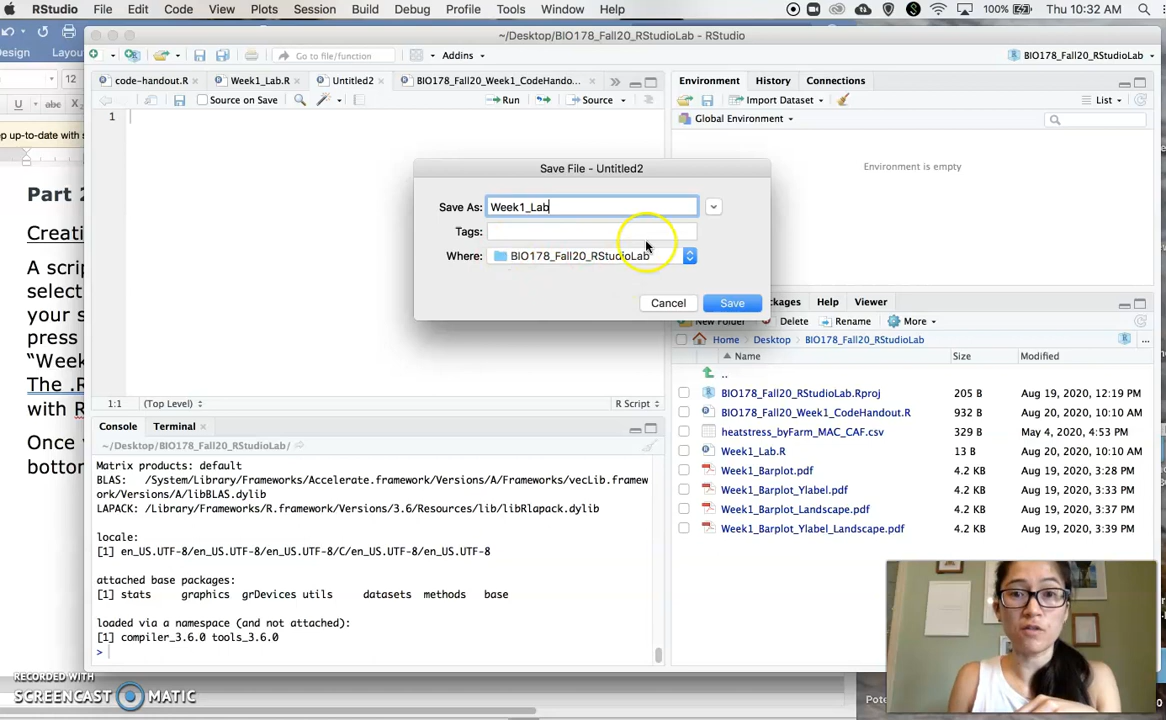 RStudio File Edit Code View Plots Session Build Debug Profile Tools Window Help 100% Thu 10:32 AM
~/Desktop/BIO178_Fall20_RStudioLab - RStudio
Go to file/function Addins BIO178_Fall20_RStudioLab
esign Layou
12
code-handout.R Week1_Lab.R Untitled2 BIO178_Fall20_Week1_CodeHando...
Environment History Connections
Source on Save Run Source
Import Dataset List
Global Environment
U abc X
1
p up-to-date with s
Environment is empty
Save File - Untitled2
Save As: Week1_Lab
Tags:
Where: BIO178_Fall20_RStudioLab
Cancel Save
Part 2
Creati
A scrip
select
your s
press
“Week
The .R
with R
Once v
botton
ckages Help Viewer
New Folder Delete Rename More
Home Desktop BIO178_Fall20_RStudioLab
Name Size Modified
..
BIO178_Fall20_RStudioLab.Rproj 205 B Aug 19, 2020, 12:19 PM
BIO178_Fall20_Week1_CodeHandout.R 932 B Aug 20, 2020, 10:10 AM
heatstress_byFarm_MAC_CAF.csv 329 B May 4, 2020, 4:53 PM
Week1_Lab.R 13 B Aug 20, 2020, 10:10 AM
Week1_Barplot.pdf 4.2 KB Aug 19, 2020, 3:28 PM
Week1_Barplot_Ylabel.pdf 4.2 KB Aug 19, 2020, 3:33 PM
Week1_Barplot_Landscape.pdf 4.2 KB Aug 19, 2020, 3:37 PM
Week1_Barplot_Ylabel_Landscape.pdf 4.2 KB Aug 19, 2020, 3:39 PM
1:1 (Top Level) R Script
Console Terminal
~/Desktop/BIO178_Fall20_RStudioLab/
Matrix products: default
BLAS: /System/Library/Frameworks/Accelerate.framework/Versions/A/Frameworks/vecLib.framew
ork/Versions/A/libBLAS.dylib
LAPACK: /Library/Frameworks/R.framework/Versions/3.6/Resources/lib/libRlapack.dylib
locale:
[1] en_US.UTF-8/en_US.UTF-8/en_US.UTF-8/C/en_US.UTF-8/en_US.UTF-8
attached base packages:
[1] stats graphics grDevices utils datasets methods base
loaded via a namespace (and not attached):
[1] compiler_3.6.0 tools_3.6.0
>
RECORDED WITH
SCREENCAST MATIC
Pote